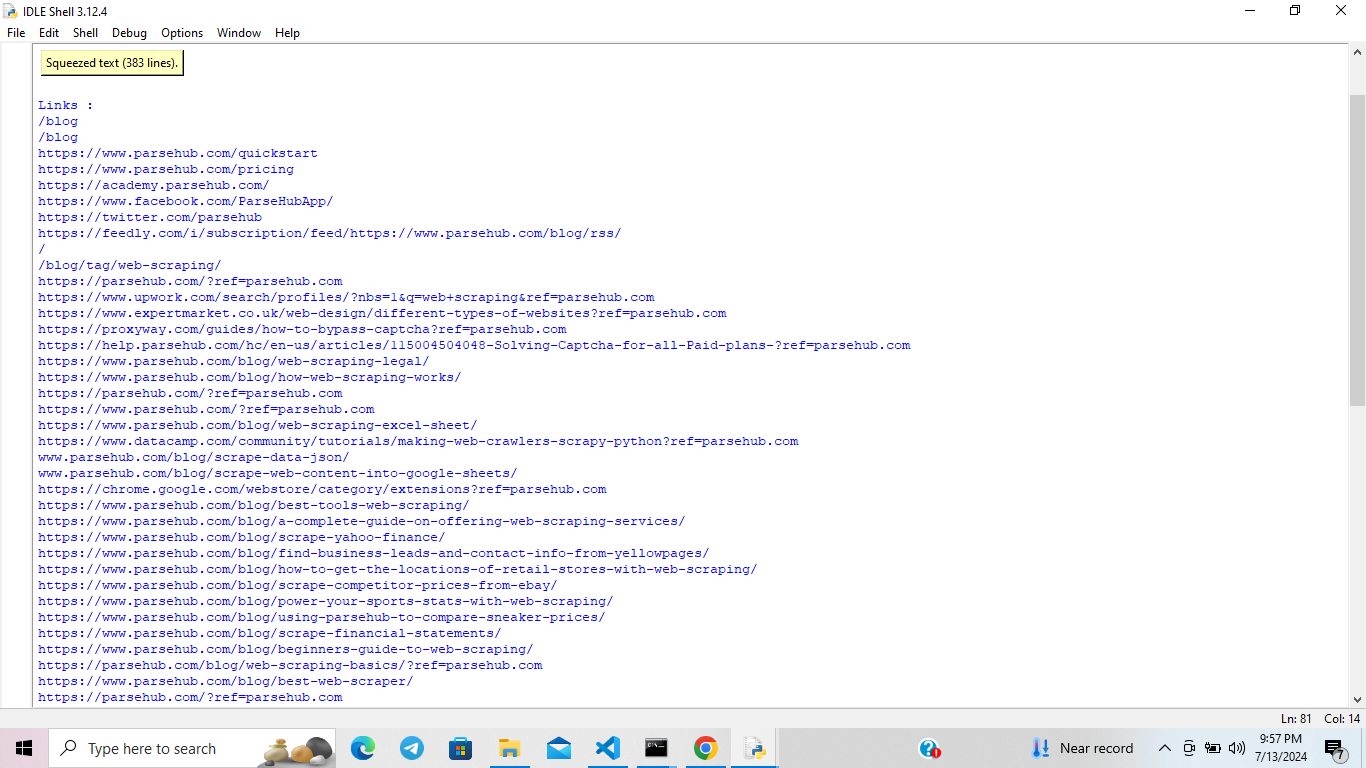 IDLE Shell 3.12.4
File Edit Shell Debug Options Window Help
Squeezed text (383 lines).
Links :
/blog
/blog
https://www.parsehub.com/quickstart
https://www.parsehub.com/pricing
https://academy.parsehub.com/
https://www.facebook.com/ParseHubApp/
https://twitter.com/parsehub
https://feedly.com/i/subscription/feed/https://www.parsehub.com/blog/rss/
/
/blog/tag/web-scraping/
https://parsehub.com/?ref=parsehub.com
https://www.upwork.com/search/profiles/?nbs=1&q=web+scraping&ref=parsehub.com
https://www.expertmarket.co.uk/web-design/different-types-of-websites?ref=parsehub.com
https://proxyway.com/guides/how-to-bypass-captcha?ref=parsehub.com
https://help.parsehub.com/hc/en-us/articles/115004504048-Solving-Captcha-for-all-Paid-plans-?ref=parsehub.com
https://www.parsehub.com/blog/web-scraping-legal/
https://www.parsehub.com/blog/how-web-scraping-works/
https://parsehub.com/?ref=parsehub.com
https://www.parsehub.com/?ref=parsehub.com
https://www.parsehub.com/blog/web-scraping-excel-sheet/
https://www.datacamp.com/community/tutorials/making-web-crawlers-scrapy-python?ref=parsehub.com
www.parsehub.com/blog/scrape-data-json/
www.parsehub.com/blog/scrape-web-content-into-google-sheets/
https://chrome.google.com/webstore/category/extensions?ref=parsehub.com
https://www.parsehub.com/blog/best-tools-web-scraping/
https://www.parsehub.com/blog/a-complete-guide-on-offering-web-scraping-services/
https://www.parsehub.com/blog/scrape-yahoo-finance/
https://www.parsehub.com/blog/find-business-leads-and-contact-info-from-yellowpages/
https://www.parsehub.com/blog/how-to-get-the-locations-of-retail-stores-with-web-scraping/
https://www.parsehub.com/blog/scrape-competitor-prices-from-ebay/
https://www.parsehub.com/blog/power-your-sports-stats-with-web-scraping/
https://www.parsehub.com/blog/using-parsehub-to-compare-sneaker-prices/
https://www.parsehub.com/blog/scrape-financial-statements/
https://www.parsehub.com/blog/beginners-guide-to-web-scraping/
https://parsehub.com/blog/web-scraping-basics/?ref=parsehub.com
https://www.parsehub.com/blog/best-web-scraper/
https://parsehub.com/?ref=parsehub.com
Ln: 81 Col: 14
Type here to search
Near record
9:57 PM
7/13/2024
7